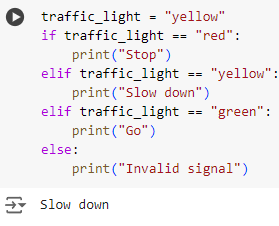 traffic_light = "yellow"
if traffic_light == "red":
    print("Stop")
elif traffic_light == "yellow":
    print("Slow down")
elif traffic_light == "green":
    print("Go")
else:
    print("Invalid signal")
Slow down